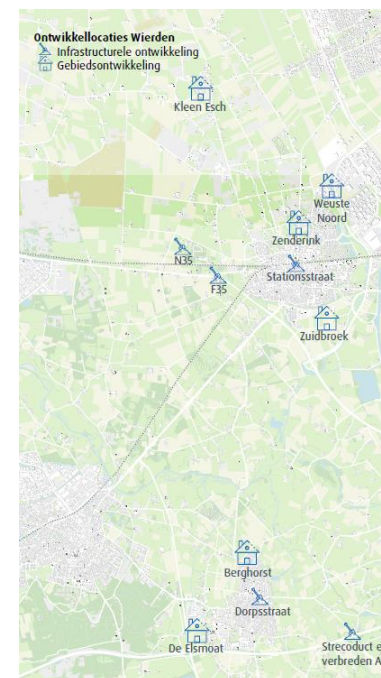 Ontwikkellocaties Wierden
Infrastructurele ontwikkeling
Gebiedsontwikkeling
Kleen Esch
Weuste
Noord
Zenderink
N35
F35
Stationsstraat
Zuidbroek
Berghorst
Dorpsstraat
De Elsmoat
Strecoduct e
verbreden A